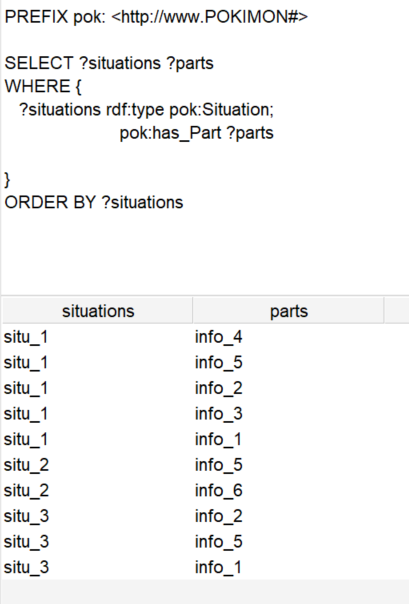 PREFIX pok: <http://www.POKIMON#>
SELECT ?situations ?parts
WHERE {
?situations rdf:type pok:Situation;
pok:has_Part ?parts
}
ORDER BY ?situations
situations parts
situ_1 info_4
situ_1 info_5
situ_1 info_2
situ_1 info_3
situ_1 info_1
situ_2 info_5
situ_2 info_6
situ_3 info_2
situ_3 info_5
situ_3 info_1